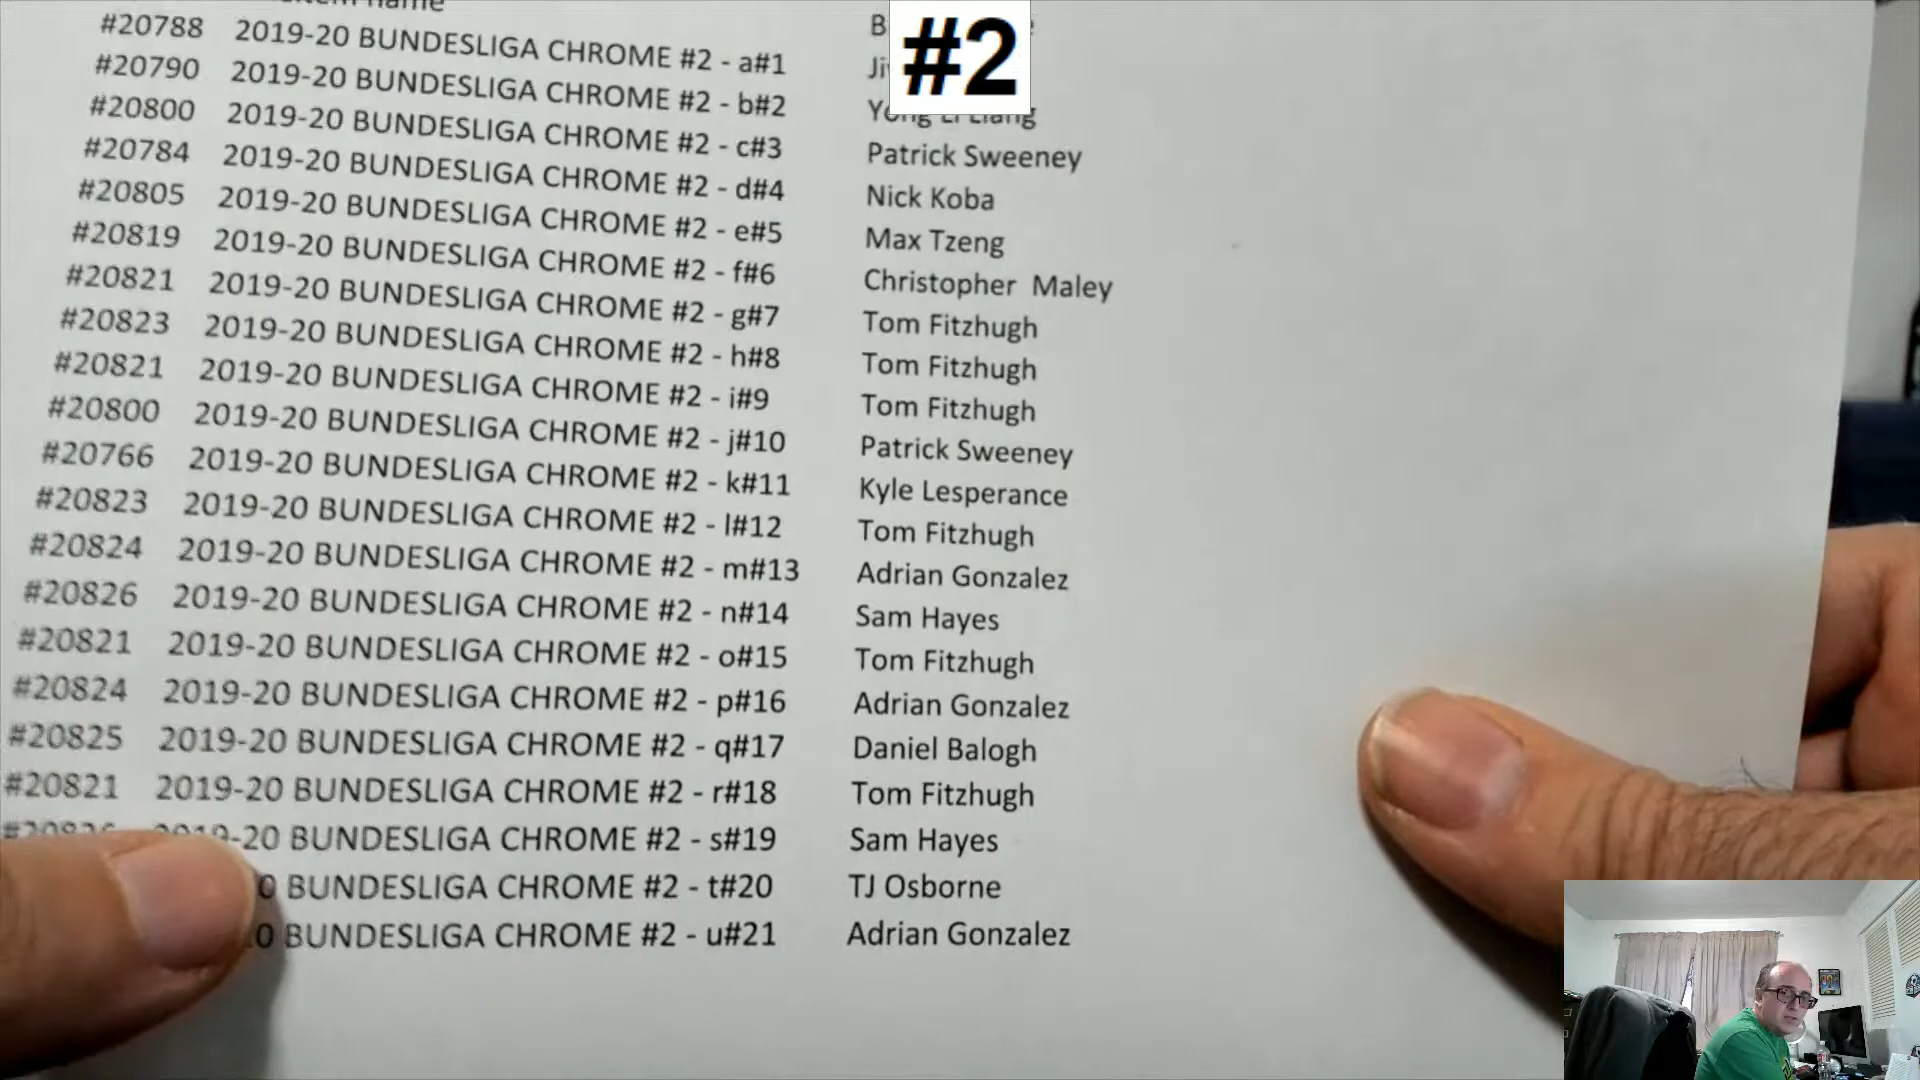 #2
name
#20788 2019-20 BUNDESLIGA CHROME #2 - a#1
#20790 2019-20 BUNDESLIGA CHROME #2 - b#2 Yong Li Liang
#20800 2019-20 BUNDESLIGA CHROME #2 - c#3 Patrick Sweeney
#20784 2019-20 BUNDESLIGA CHROME #2 - d#4 Nick Koba
#20805 2019-20 BUNDESLIGA CHROME #2 - e#5 Max Tzeng
#20819 2019-20 BUNDESLIGA CHROME #2 - f#6 Christopher Maley
#20821 2019-20 BUNDESLIGA CHROME #2 - g#7 Tom Fitzhugh
#20823 2019-20 BUNDESLIGA CHROME #2 - h#8 Tom Fitzhugh
#20821 2019-20 BUNDESLIGA CHROME #2 - i#9 Tom Fitzhugh
#20800 2019-20 BUNDESLIGA CHROME #2 - j#10 Patrick Sweeney
#20766 2019-20 BUNDESLIGA CHROME #2 - k#11 Kyle Lesperance
#20823 2019-20 BUNDESLIGA CHROME #2 - l#12 Tom Fitzhugh
#20824 2019-20 BUNDESLIGA CHROME #2 - m#13 Adrian Gonzalez
#20826 2019-20 BUNDESLIGA CHROME #2 - n#14 Sam Hayes
#20821 2019-20 BUNDESLIGA CHROME #2 - o#15 Tom Fitzhugh
#20824 2019-20 BUNDESLIGA CHROME #2 - p#16 Adrian Gonzalez
#20825 2019-20 BUNDESLIGA CHROME #2 - q#17 Daniel Balogh
#20821 2019-20 BUNDESLIGA CHROME #2 - r#18 Tom Fitzhugh
2019-20 BUNDESLIGA CHROME #2 - s#19 Sam Hayes
BUNDESLIGA CHROME #2 - t#20 TJ Osborne
BUNDESLIGA CHROME #2 - u#21 Adrian Gonzalez